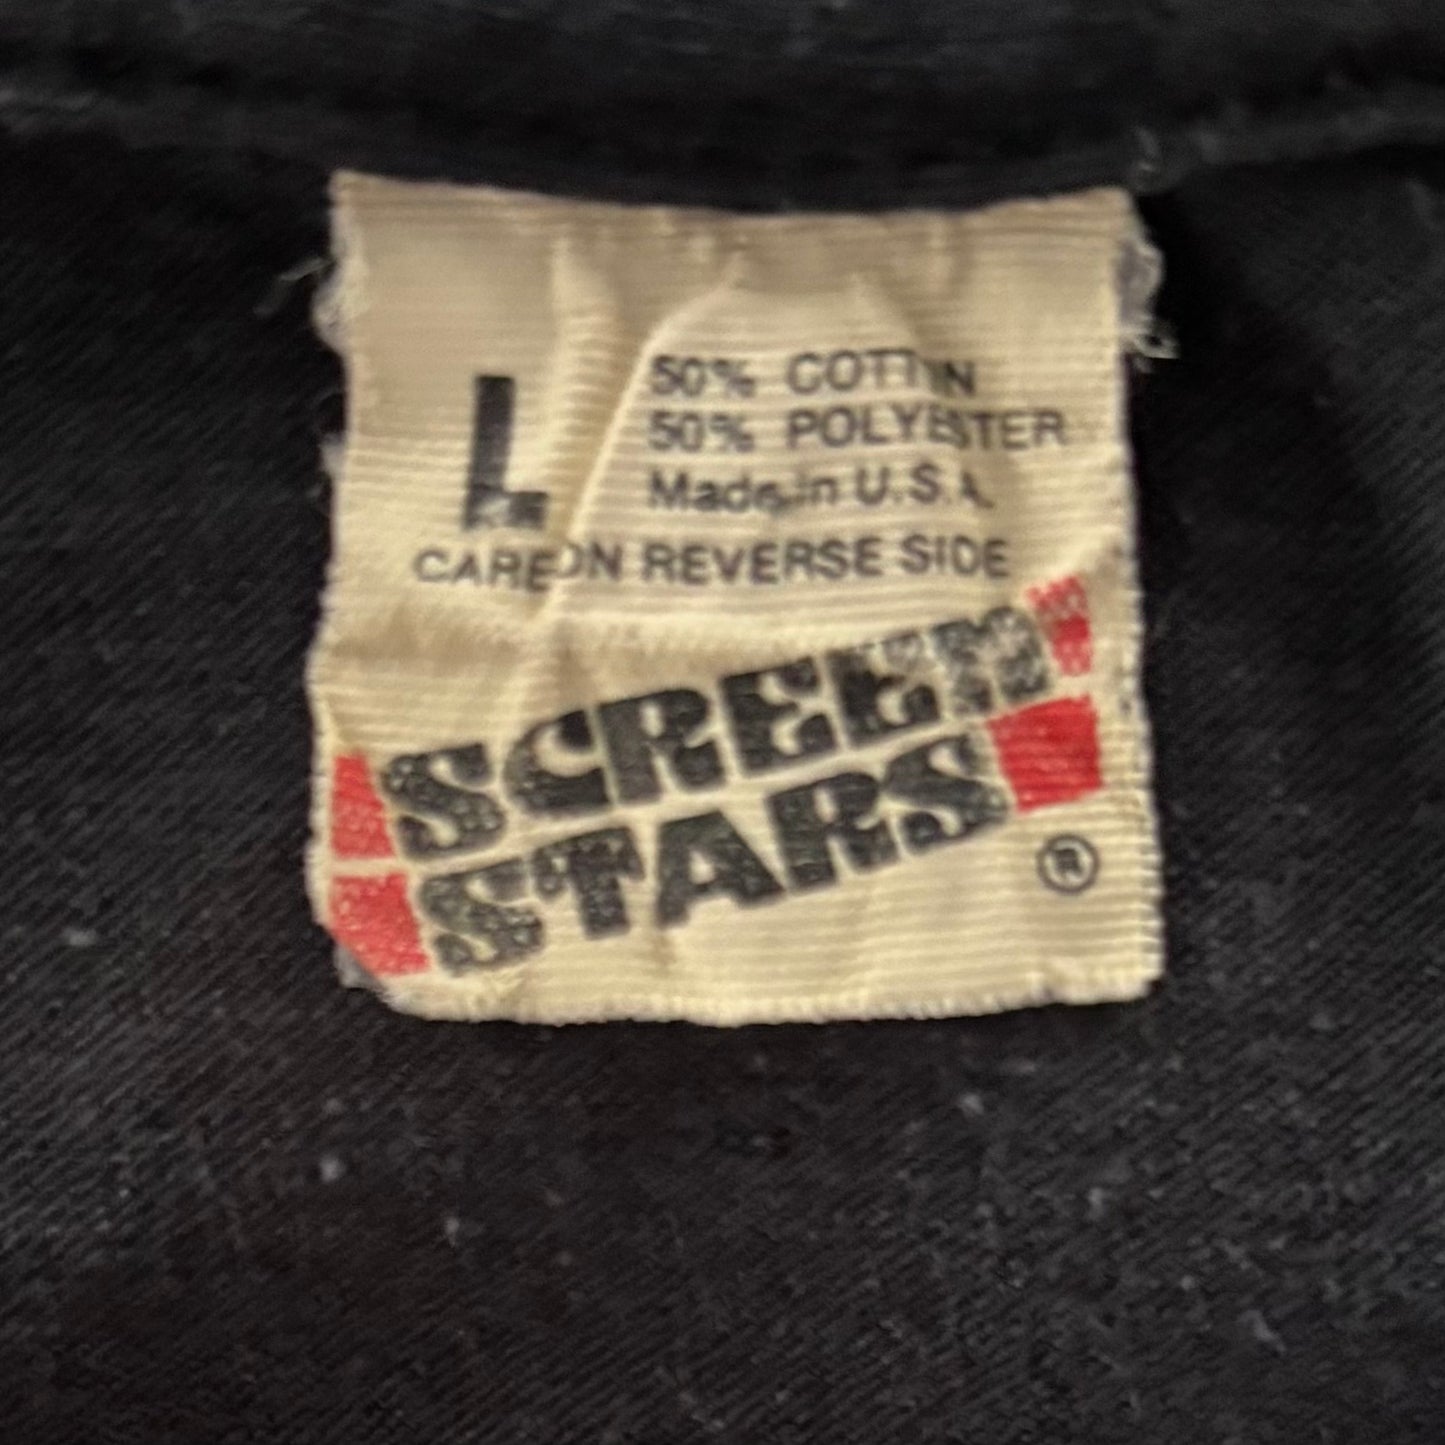 L
50% COTTON
50% POLYESTER
Made in U.S.A.
CARE ON REVERSE SIDE
SCREEN
STARS
®